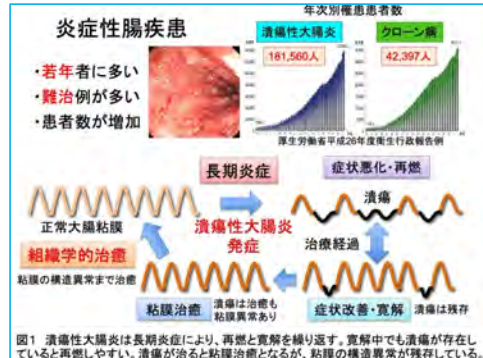 炎症性腸疾患
・若年者に多い
・難治例が多い
・患者数が増加
年次別罹患患者数
潰瘍性大腸炎
クローン病
181,560人
42,397人
厚生労働省平成26年度衛生行政報告例
長期炎症
症状悪化・再燃
正常大腸粘膜
潰瘍性大腸炎
発症
潰瘍
治療経過
組織学的治癒
粘膜の構造異常まで治癒
粘膜治癒
潰瘍は治癒も
粘膜異常あり
症状改善・寛解
潰瘍は残存
図1 潰瘍性大腸炎は長期炎症により、再燃と寛解を繰り返す。寛解中でも潰瘍が存在し
ていると再燃しやすい。潰瘍が治ると粘膜治癒となるが、粘膜の構造異常が残存している。